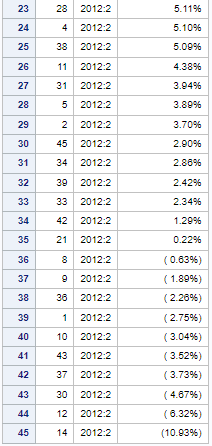 23 28 2012:2 5.11%
24 4 2012:2 5.10%
25 38 2012:2 5.09%
26 11 2012:2 4.38%
27 31 2012:2 3.94%
28 5 2012:2 3.89%
29 2 2012:2 3.70%
30 45 2012:2 2.90%
31 34 2012:2 2.86%
32 39 2012:2 2.42%
33 33 2012:2 2.34%
34 42 2012:2 1.29%
35 21 2012:2 0.22%
36 8 2012:2 ( 0.63%)
37 9 2012:2 ( 1.89%)
38 36 2012:2 ( 2.26%)
39 1 2012:2 ( 2.75%)
40 10 2012:2 ( 3.04%)
41 43 2012:2 ( 3.52%)
42 37 2012:2 ( 3.73%)
43 30 2012:2 ( 4.67%)
44 12 2012:2 ( 6.32%)
45 14 2012:2 (10.93%)